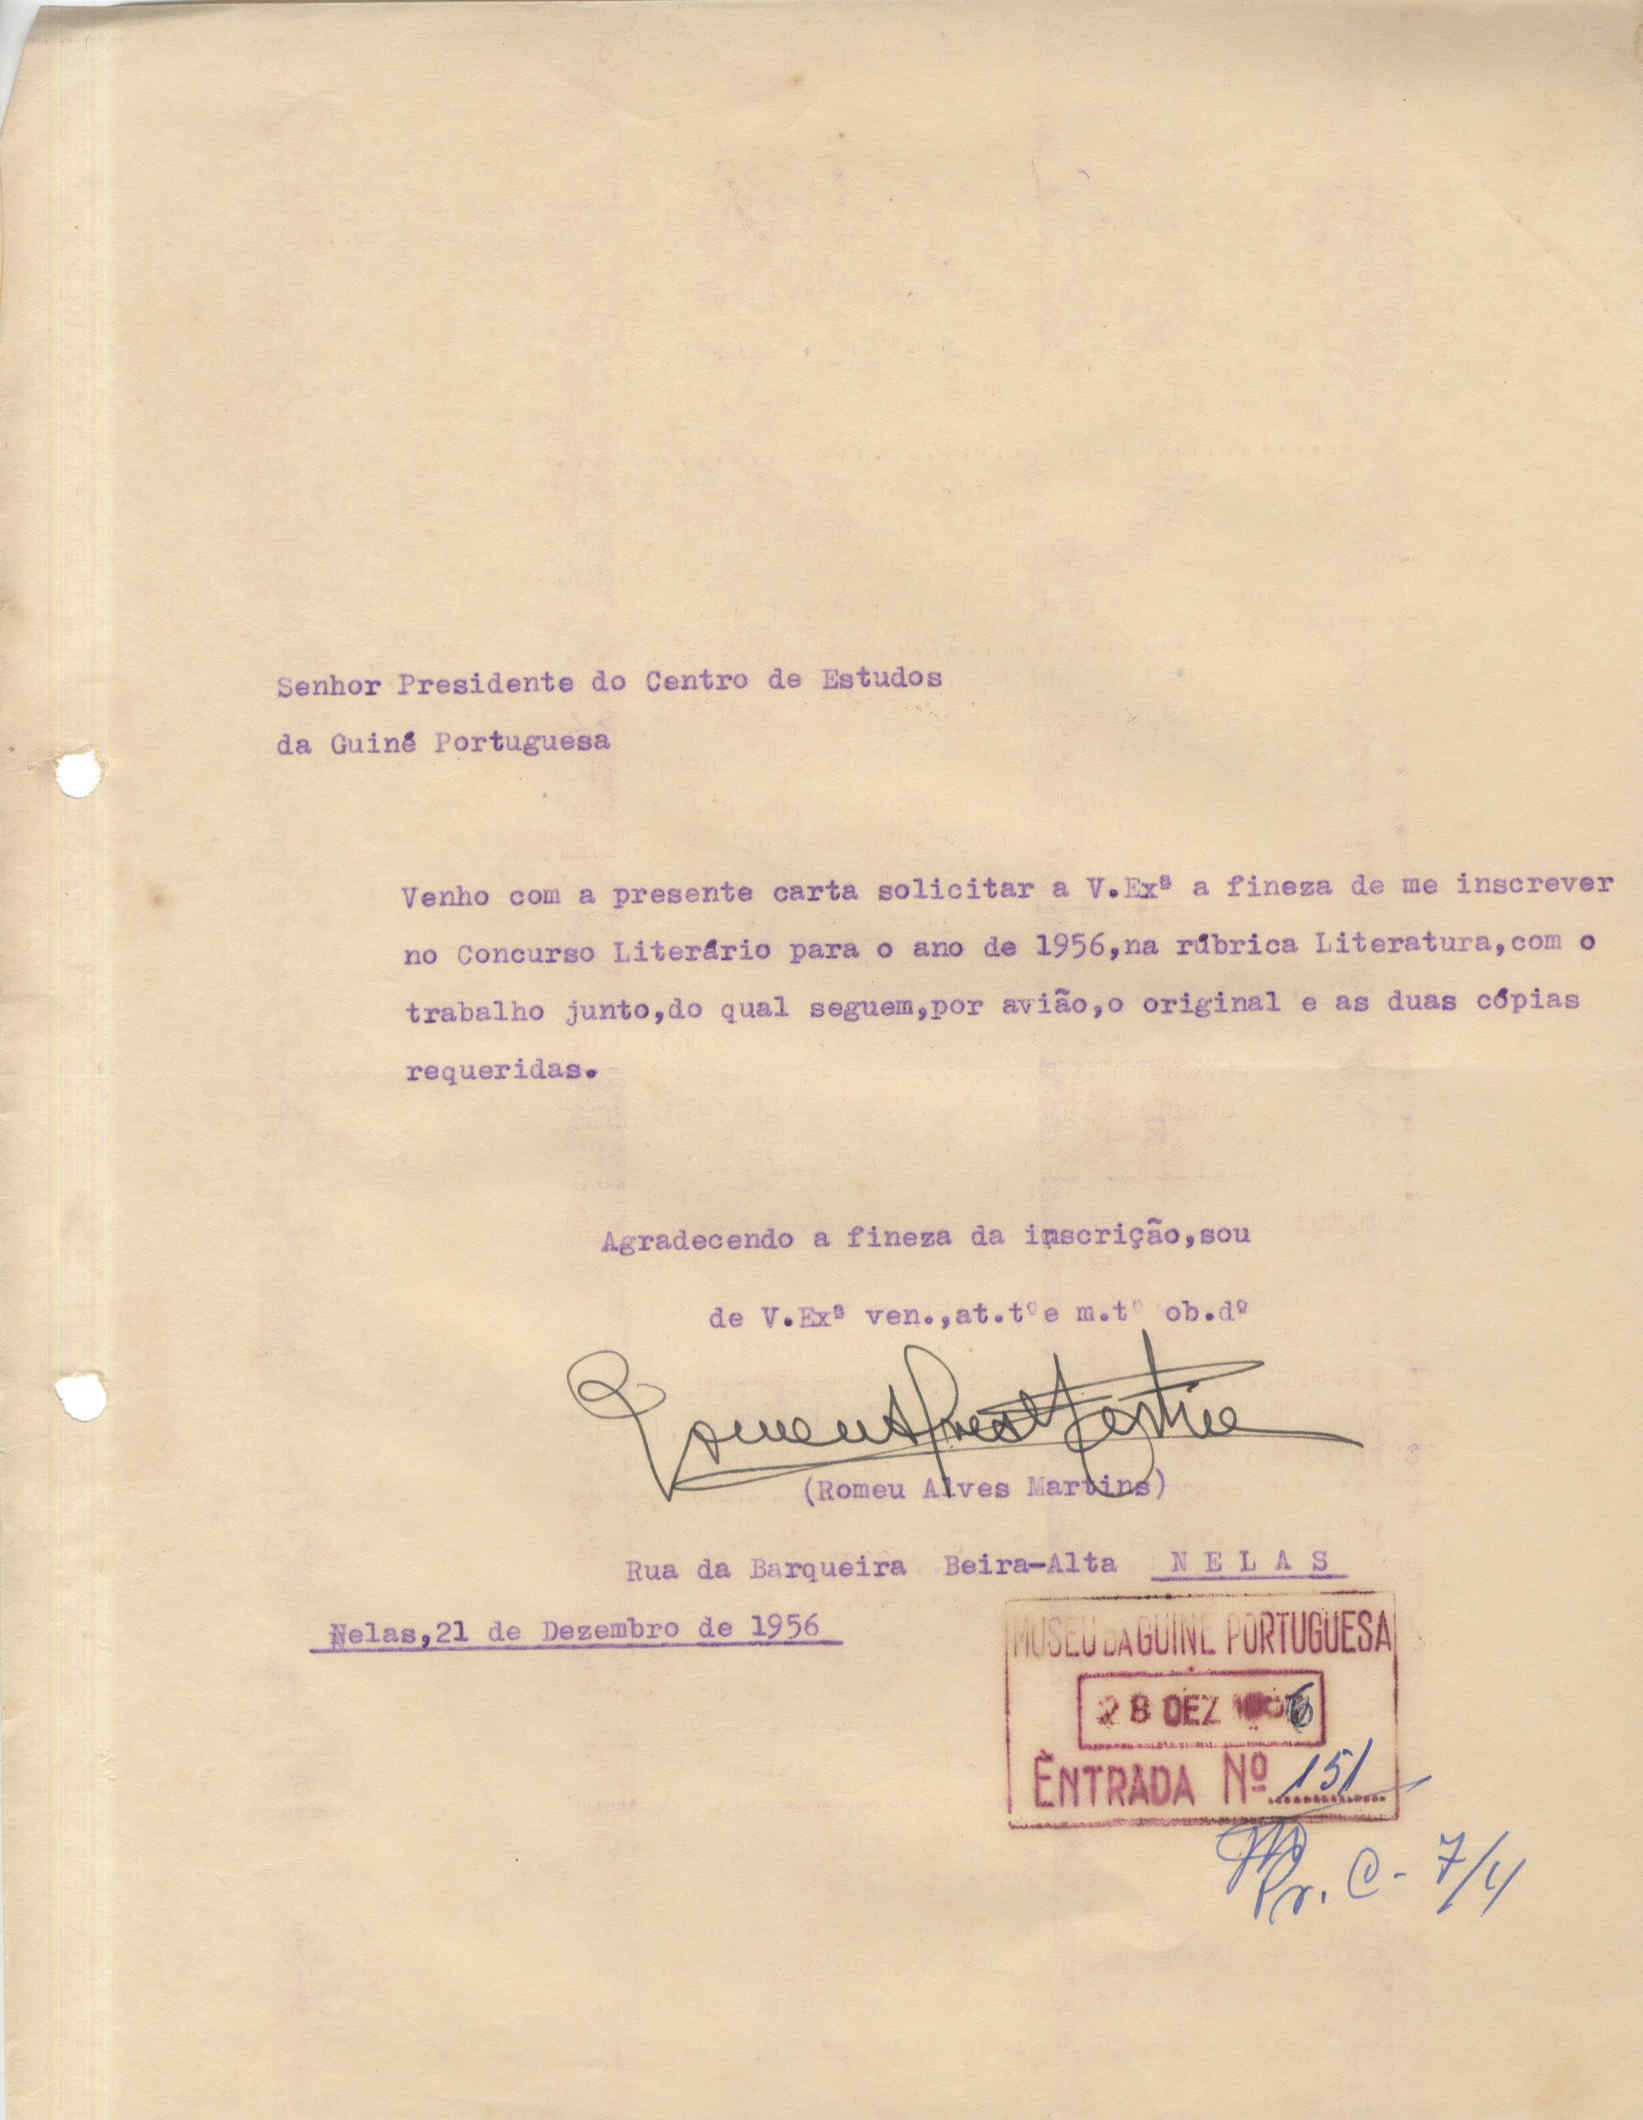 Senhor Presidente do Centro de Estudos
da Guiné Portuguesa
Venho com a presente carta solicitar a V.Exª a fineza de me inscrever
no Concurso Literário para o ano de 1956,na rúbrica Literatura,com o
trabalho junto,do qual seguem,por avião,o original e as duas cópias
requeridas.
Agradecendo a fineza da inscrição,sou
de V.Exª ven.,at.tº e m.tº ob.dº
(Romeu Alves Martins)
Rua da Barqueira Beira-Alta N E L A S
Nelas,21 de Dezembro de 1956
MUSEU DA GUINÉ PORTUGUESA
28 DEZ 1956
ENTRADA Nº 151
Pr. C - 7/4